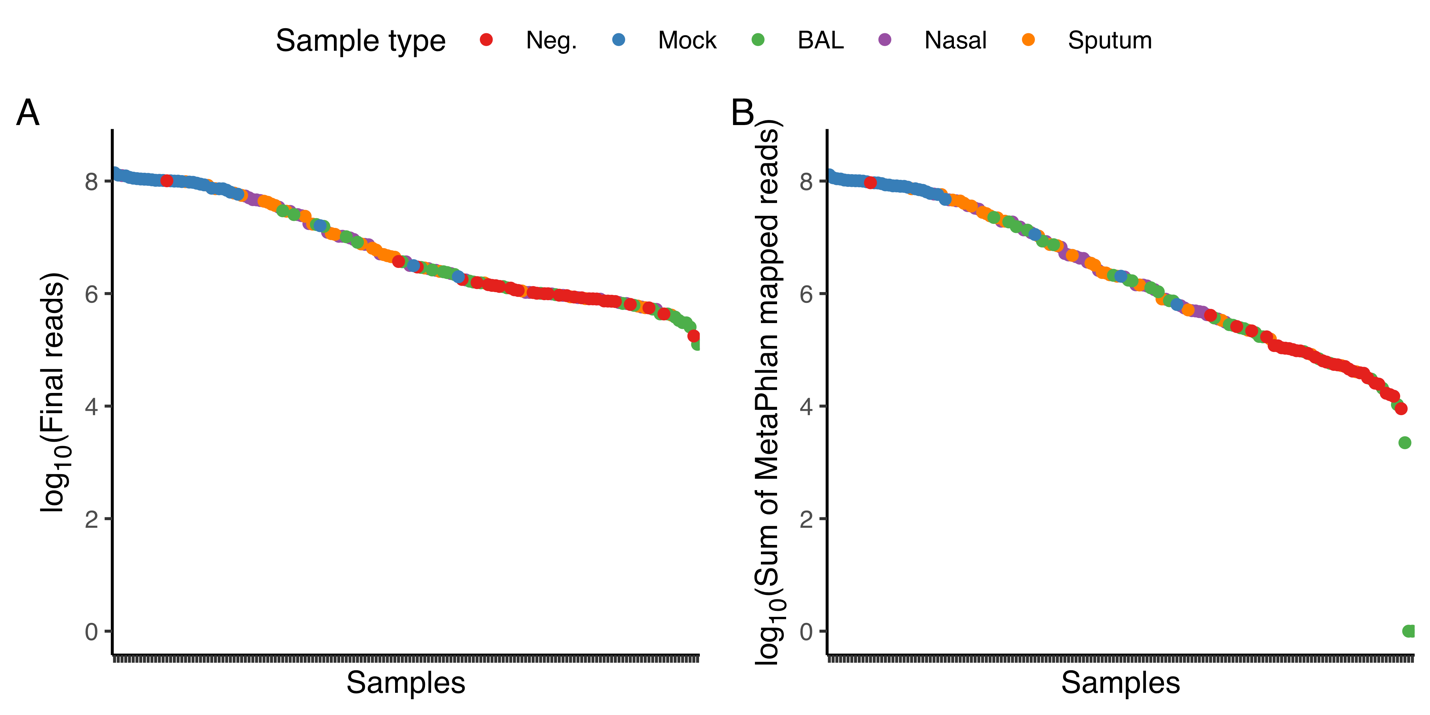 Sample type Neg. Mock BAL Nasal Sputum
A
log10(Final reads)
8
6
4
2
0
Samples
B
log10(Sum of MetaPhlan mapped reads)
8
6
4
2
0
Samples